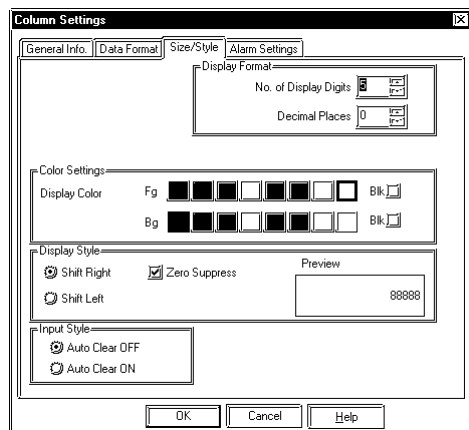 Column Settings
General Info. Data Format Size/Style Alarm Settings
Display Format
No. of Display Digits 5
Decimal Places 0
Color Settings
Display Color Fg Blk
Bg Blk
Display Style
Shift Right Zero Suppress Preview
Shift Left 88888
Input Style
Auto Clear OFF
Auto Clear ON
OK Cancel Help